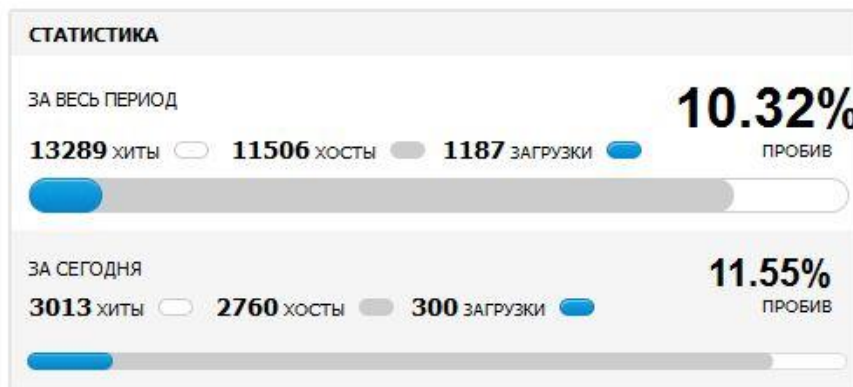 СТАТИСТИКА
ЗА ВЕСЬ ПЕРИОД
10.32%
13289 ХИТЫ 11506 ХОСТЫ 1187 ЗАГРУЗКИ ПРОБИВ
ЗА СЕГОДНЯ
11.55%
3013 ХИТЫ 2760 ХОСТЫ 300 ЗАГРУЗКИ ПРОБИВ